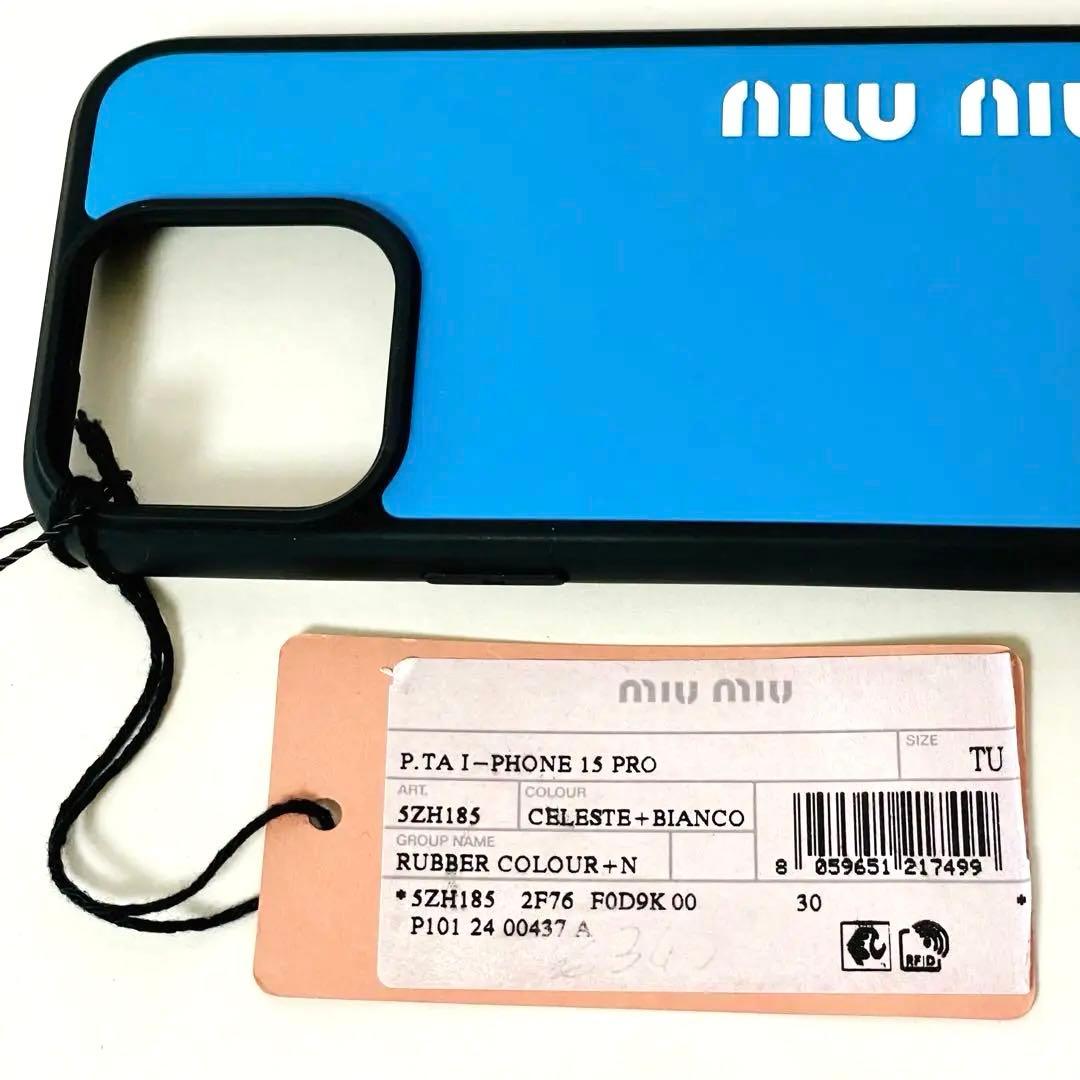 miu miu
miu miu
P.TA I-PHONE 15 PRO
SIZE
TU
ART.
5ZH185
COLOUR
CELESTE+BIANCO
GROUP NAME
RUBBER COLOUR+N
8 059651 217499
*5ZH185 2F76 F0D9K 00 30 *
P101 24 00437 A
RFID